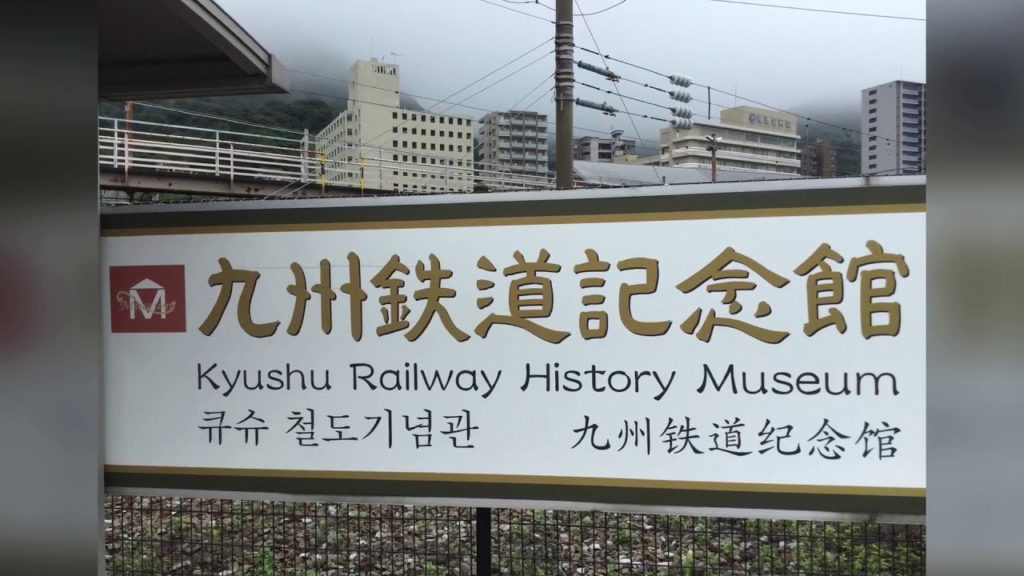 九州鉄道記念館
Kyushu Railway History Museum
큐슈 철도기념관 九州铁道纪念馆
M